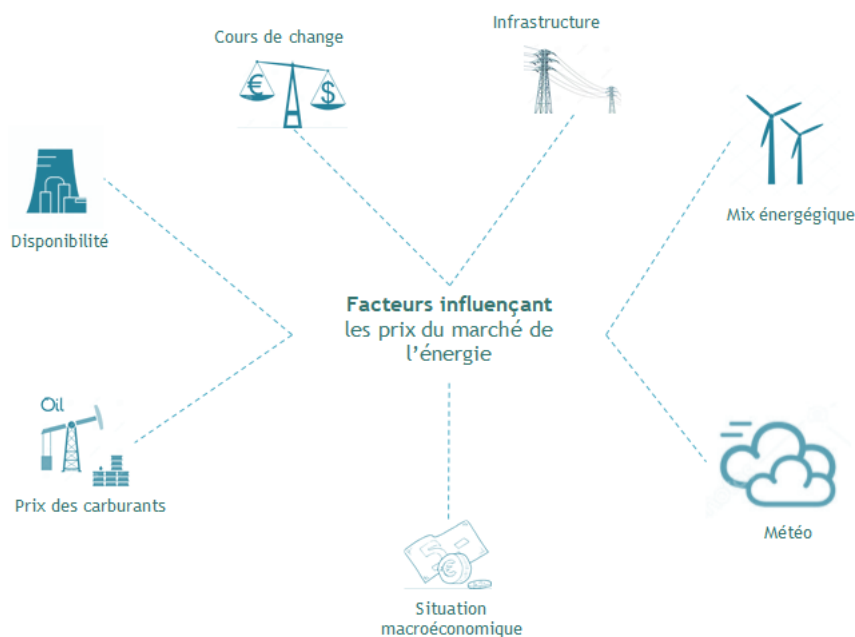 Cours de change
Infrastructure
€
$
Disponibilité
Mix énergégique
Facteurs influençant
les prix du marché de
l'énergie
Oil
Prix des carburants
Météo
€
Situation
macroéconomique